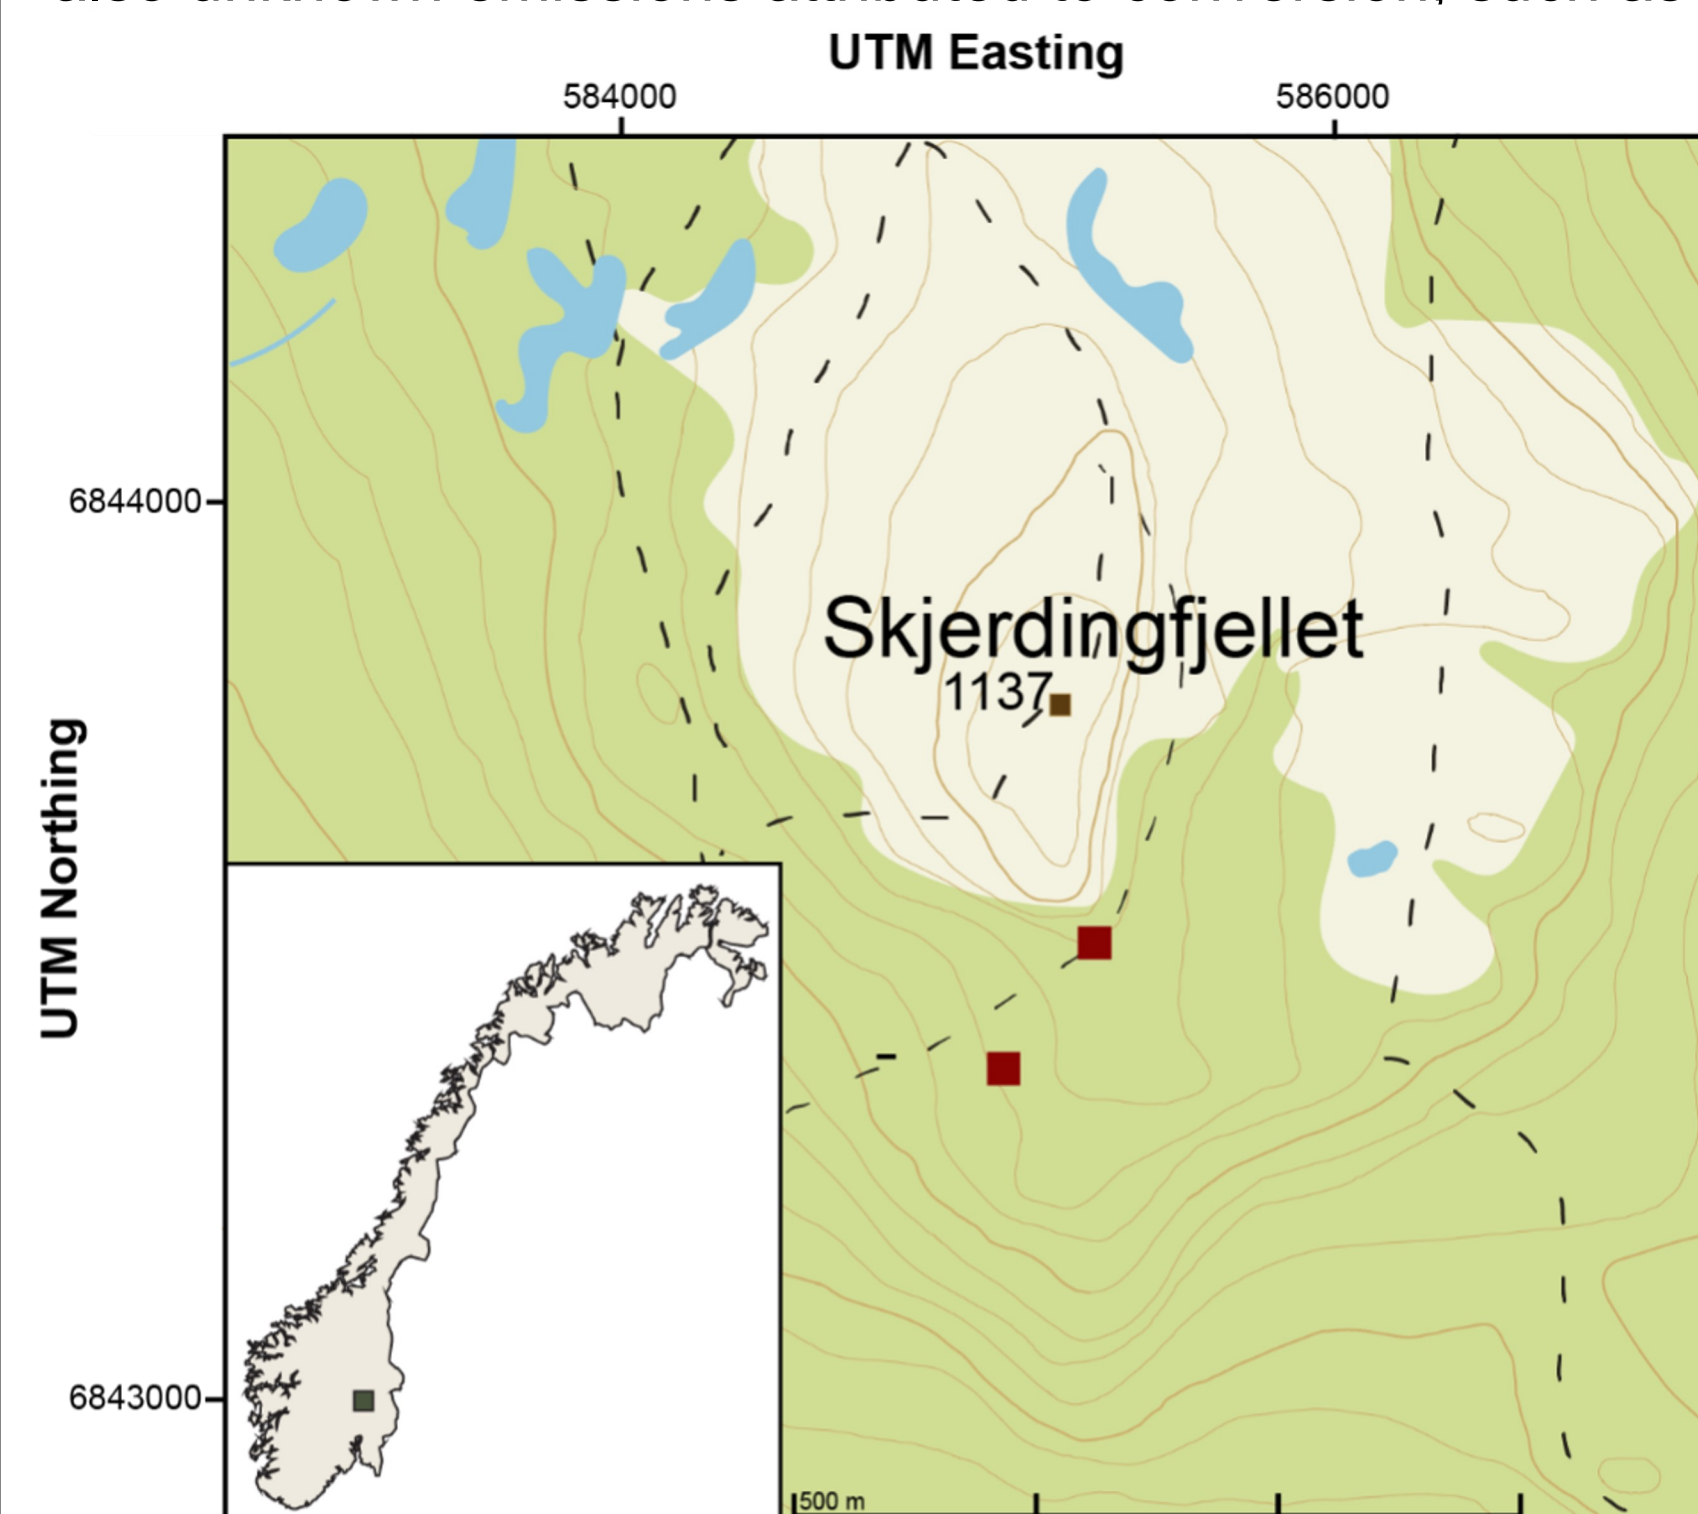 UTM Easting
584000
586000
6844000
Skjerdingfjellet
1137
UTM Northing
6843000
500 m